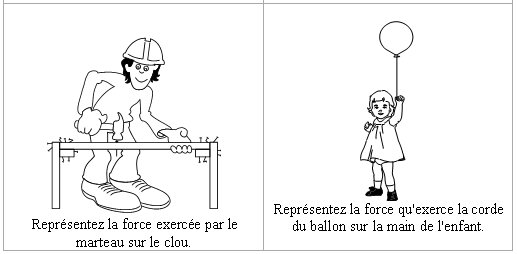 Représentez la force exercée par le
marteau sur le clou.
Représentez la force qu'exerce la corde
du ballon sur la main de l'enfant.